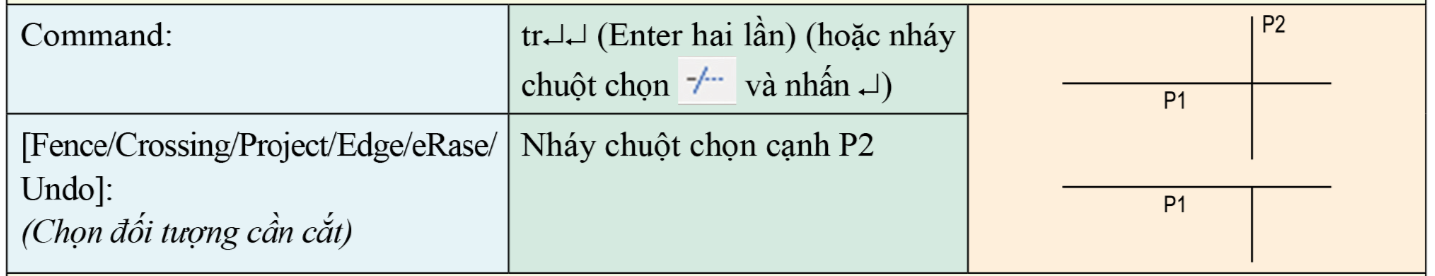 Command:
tr↵↵ (Enter hai lần) (hoặc nháy
chuột chọn và nhấn ↵)
[Fence/Crossing/Project/Edge/eRase/
Undo]:
(Chọn đối tượng cần cắt)
Nháy chuột chọn cạnh P2
P2
P1
P1